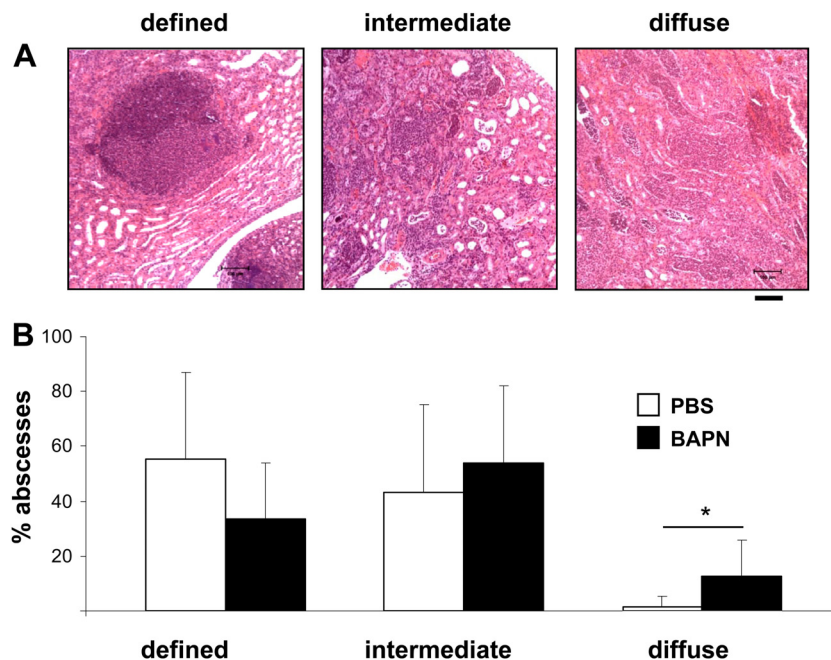 defined intermediate diffuse
A
B
100
80
60
40
20
% abscesses
PBS
BAPN
*
defined intermediate diffuse